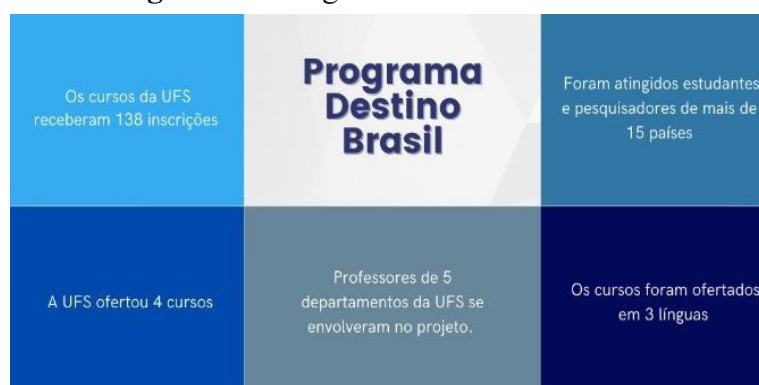 Os cursos da UFS
receberam 138 inscrições
Programa
Destino
Brasil
Foram atingidos estudantes
e pesquisadores de mais de
15 países
A UFS ofertou 4 cursos
Professores de 5
departamentos da UFS se
envolveram no projeto.
Os cursos foram ofertados
em 3 línguas